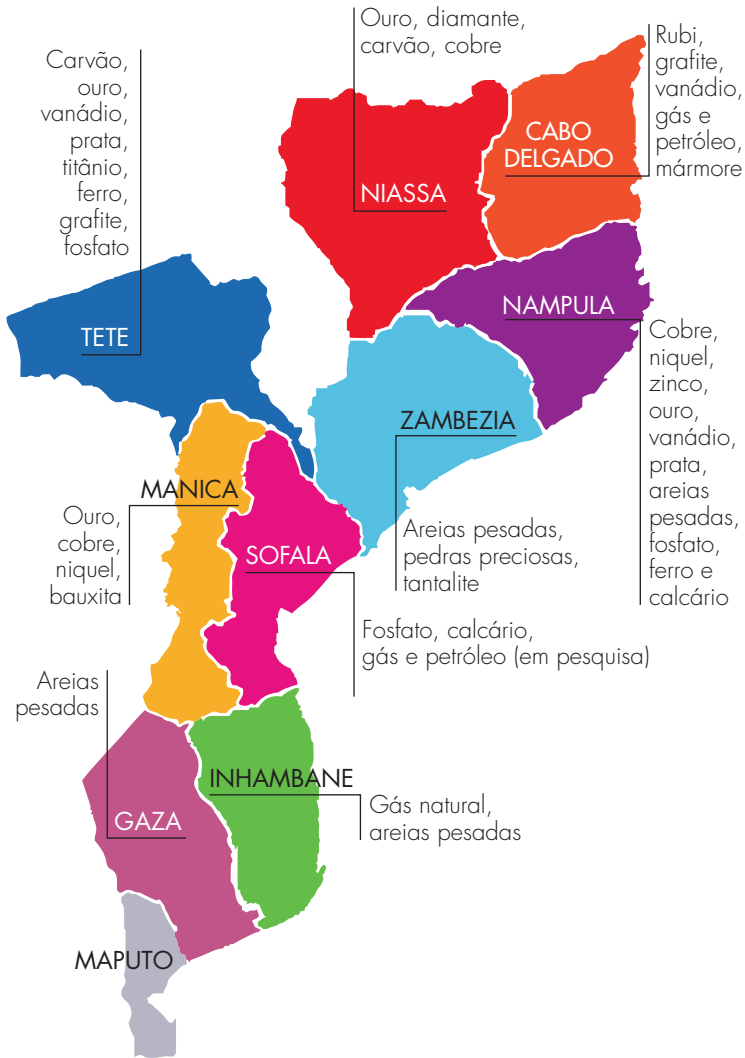 Ouro, diamante,
carvão, cobre
Rubi,
grafite,
vanádio,
gás e
petróleo,
mármore
Carvão,
ouro,
vanádio,
prata,
titânio,
ferro,
grafite,
fosfato
CABO
DELGADO
NIASSA
NAMPULA
TETE
Cobre,
niquel,
zinco,
ouro,
vanádio,
prata,
areias
pesadas,
fosfato,
ferro e
calcário
ZAMBEZIA
Areias pesadas,
pedras preciosas,
tantalite
MANICA
Ouro,
cobre,
niquel,
bauxita
SOFALA
Fosfato, calcário,
gás e petróleo (em pesquisa)
Areias
pesadas
INHAMBANE
Gás natural,
areias pesadas
GAZA
MAPUTO